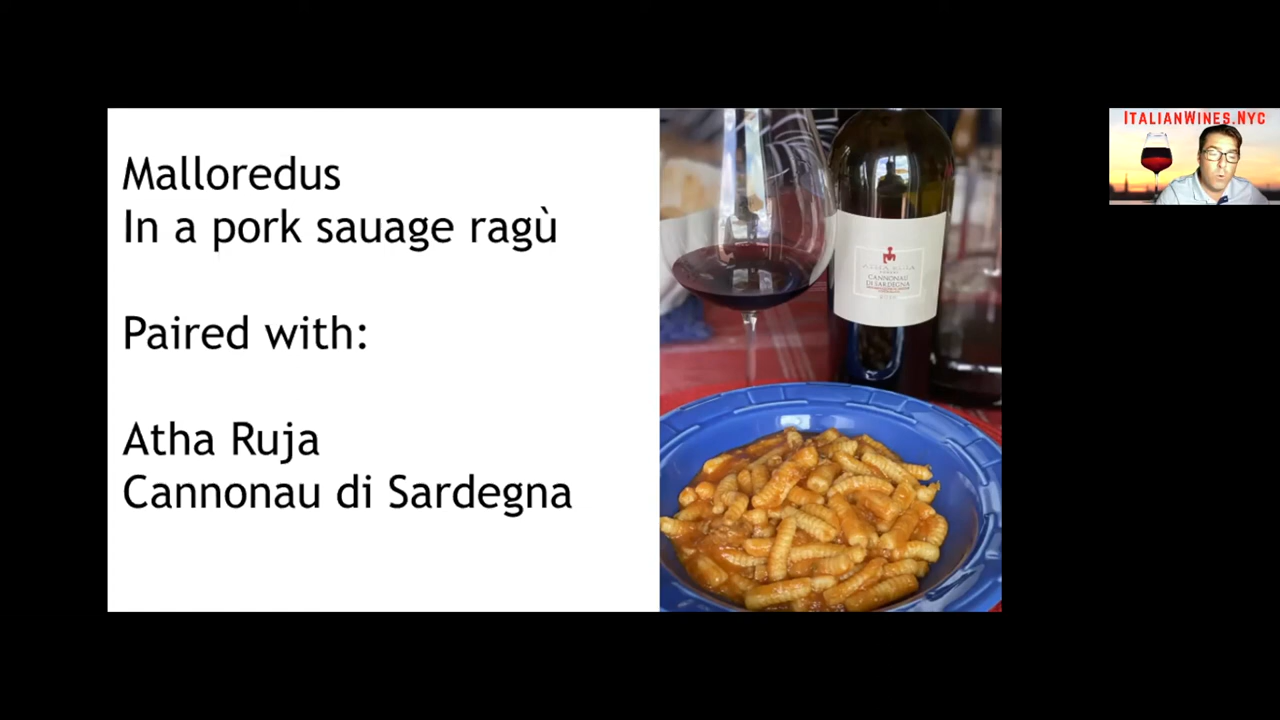 Malloredus
In a pork sauage ragù
Paired with:
Atha Ruja
Cannonau di Sardegna
CANNONAU
DI SARDEGNA
ITALIANWINES.NYC